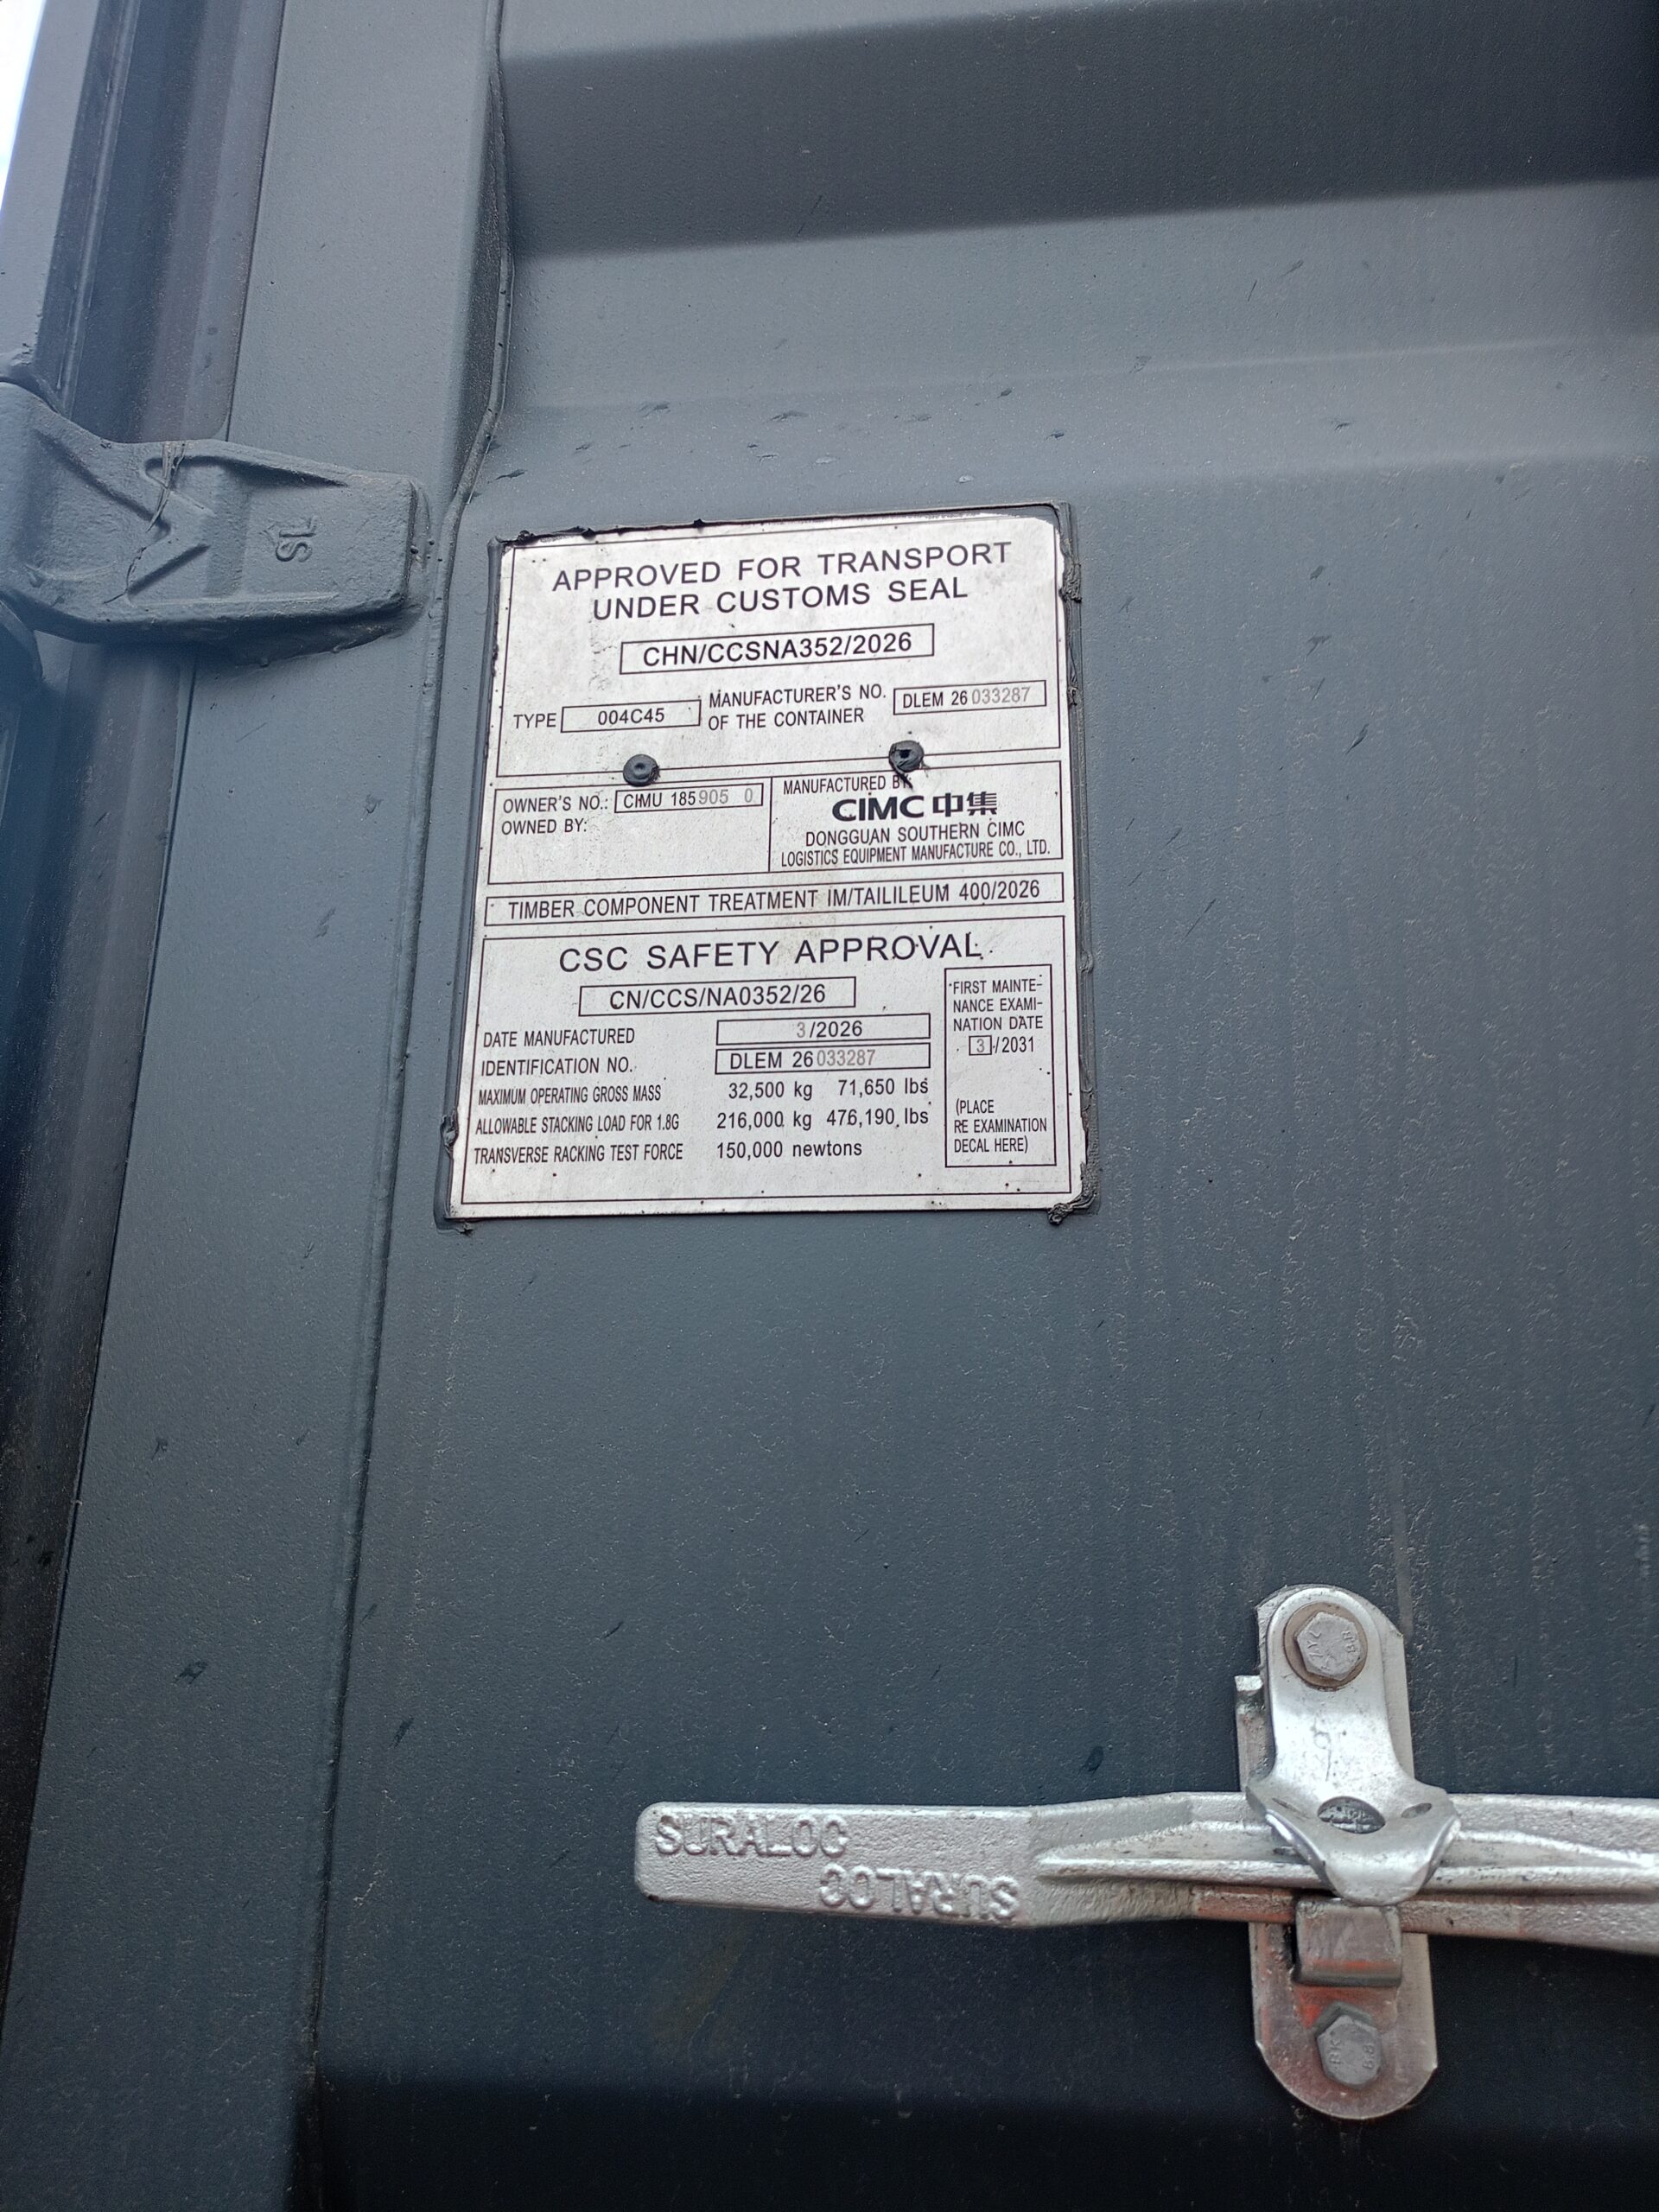 APPROVED FOR TRANSPORT
UNDER CUSTOMS SEAL
CHN/CCSNA352/2026
TYPE 004C45 MANUFACTURER'S NO. OF THE CONTAINER DLEM 26 033287
OWNER'S NO.: CIMU 185905 0
OWNED BY:
MANUFACTURED BY:
CIMC 中集
DONGGUAN SOUTHERN CIMC
LOGISTICS EQUIPMENT MANUFACTURE CO., LTD.
TIMBER COMPONENT TREATMENT IM/TAILILEUM 400/2026
CSC SAFETY APPROVAL
CN/CCS/NA0352/26
DATE MANUFACTURED 3/2026
IDENTIFICATION NO. DLEM 26 033287
MAXIMUM OPERATING GROSS MASS 32,500 kg 71,650 lbs
ALLOWABLE STACKING LOAD FOR 1.8G 216,000 kg 476,190 lbs
TRANSVERSE RACKING TEST FORCE 150,000 newtons
FIRST MAINTE-
NANCE EXAMI-
NATION DATE
3/2031
(PLACE
RE EXAMINATION
DECAL HERE)
SURALOC
SURALOC